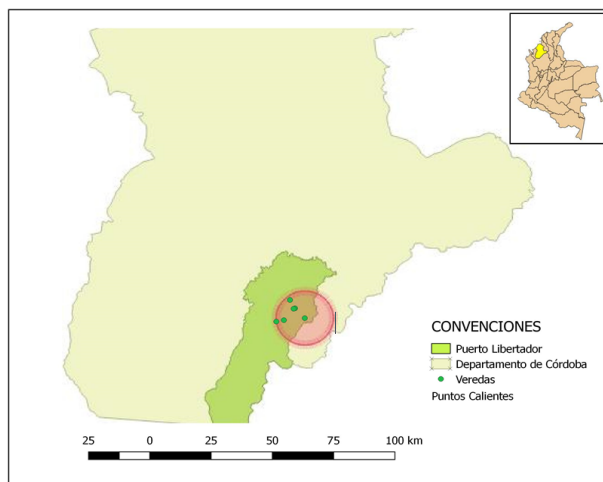 CONVENCIONES
Puerto Libertador
Departamento de Córdoba
Veredas
Puntos Calientes
25 0 25 50 75 100 km